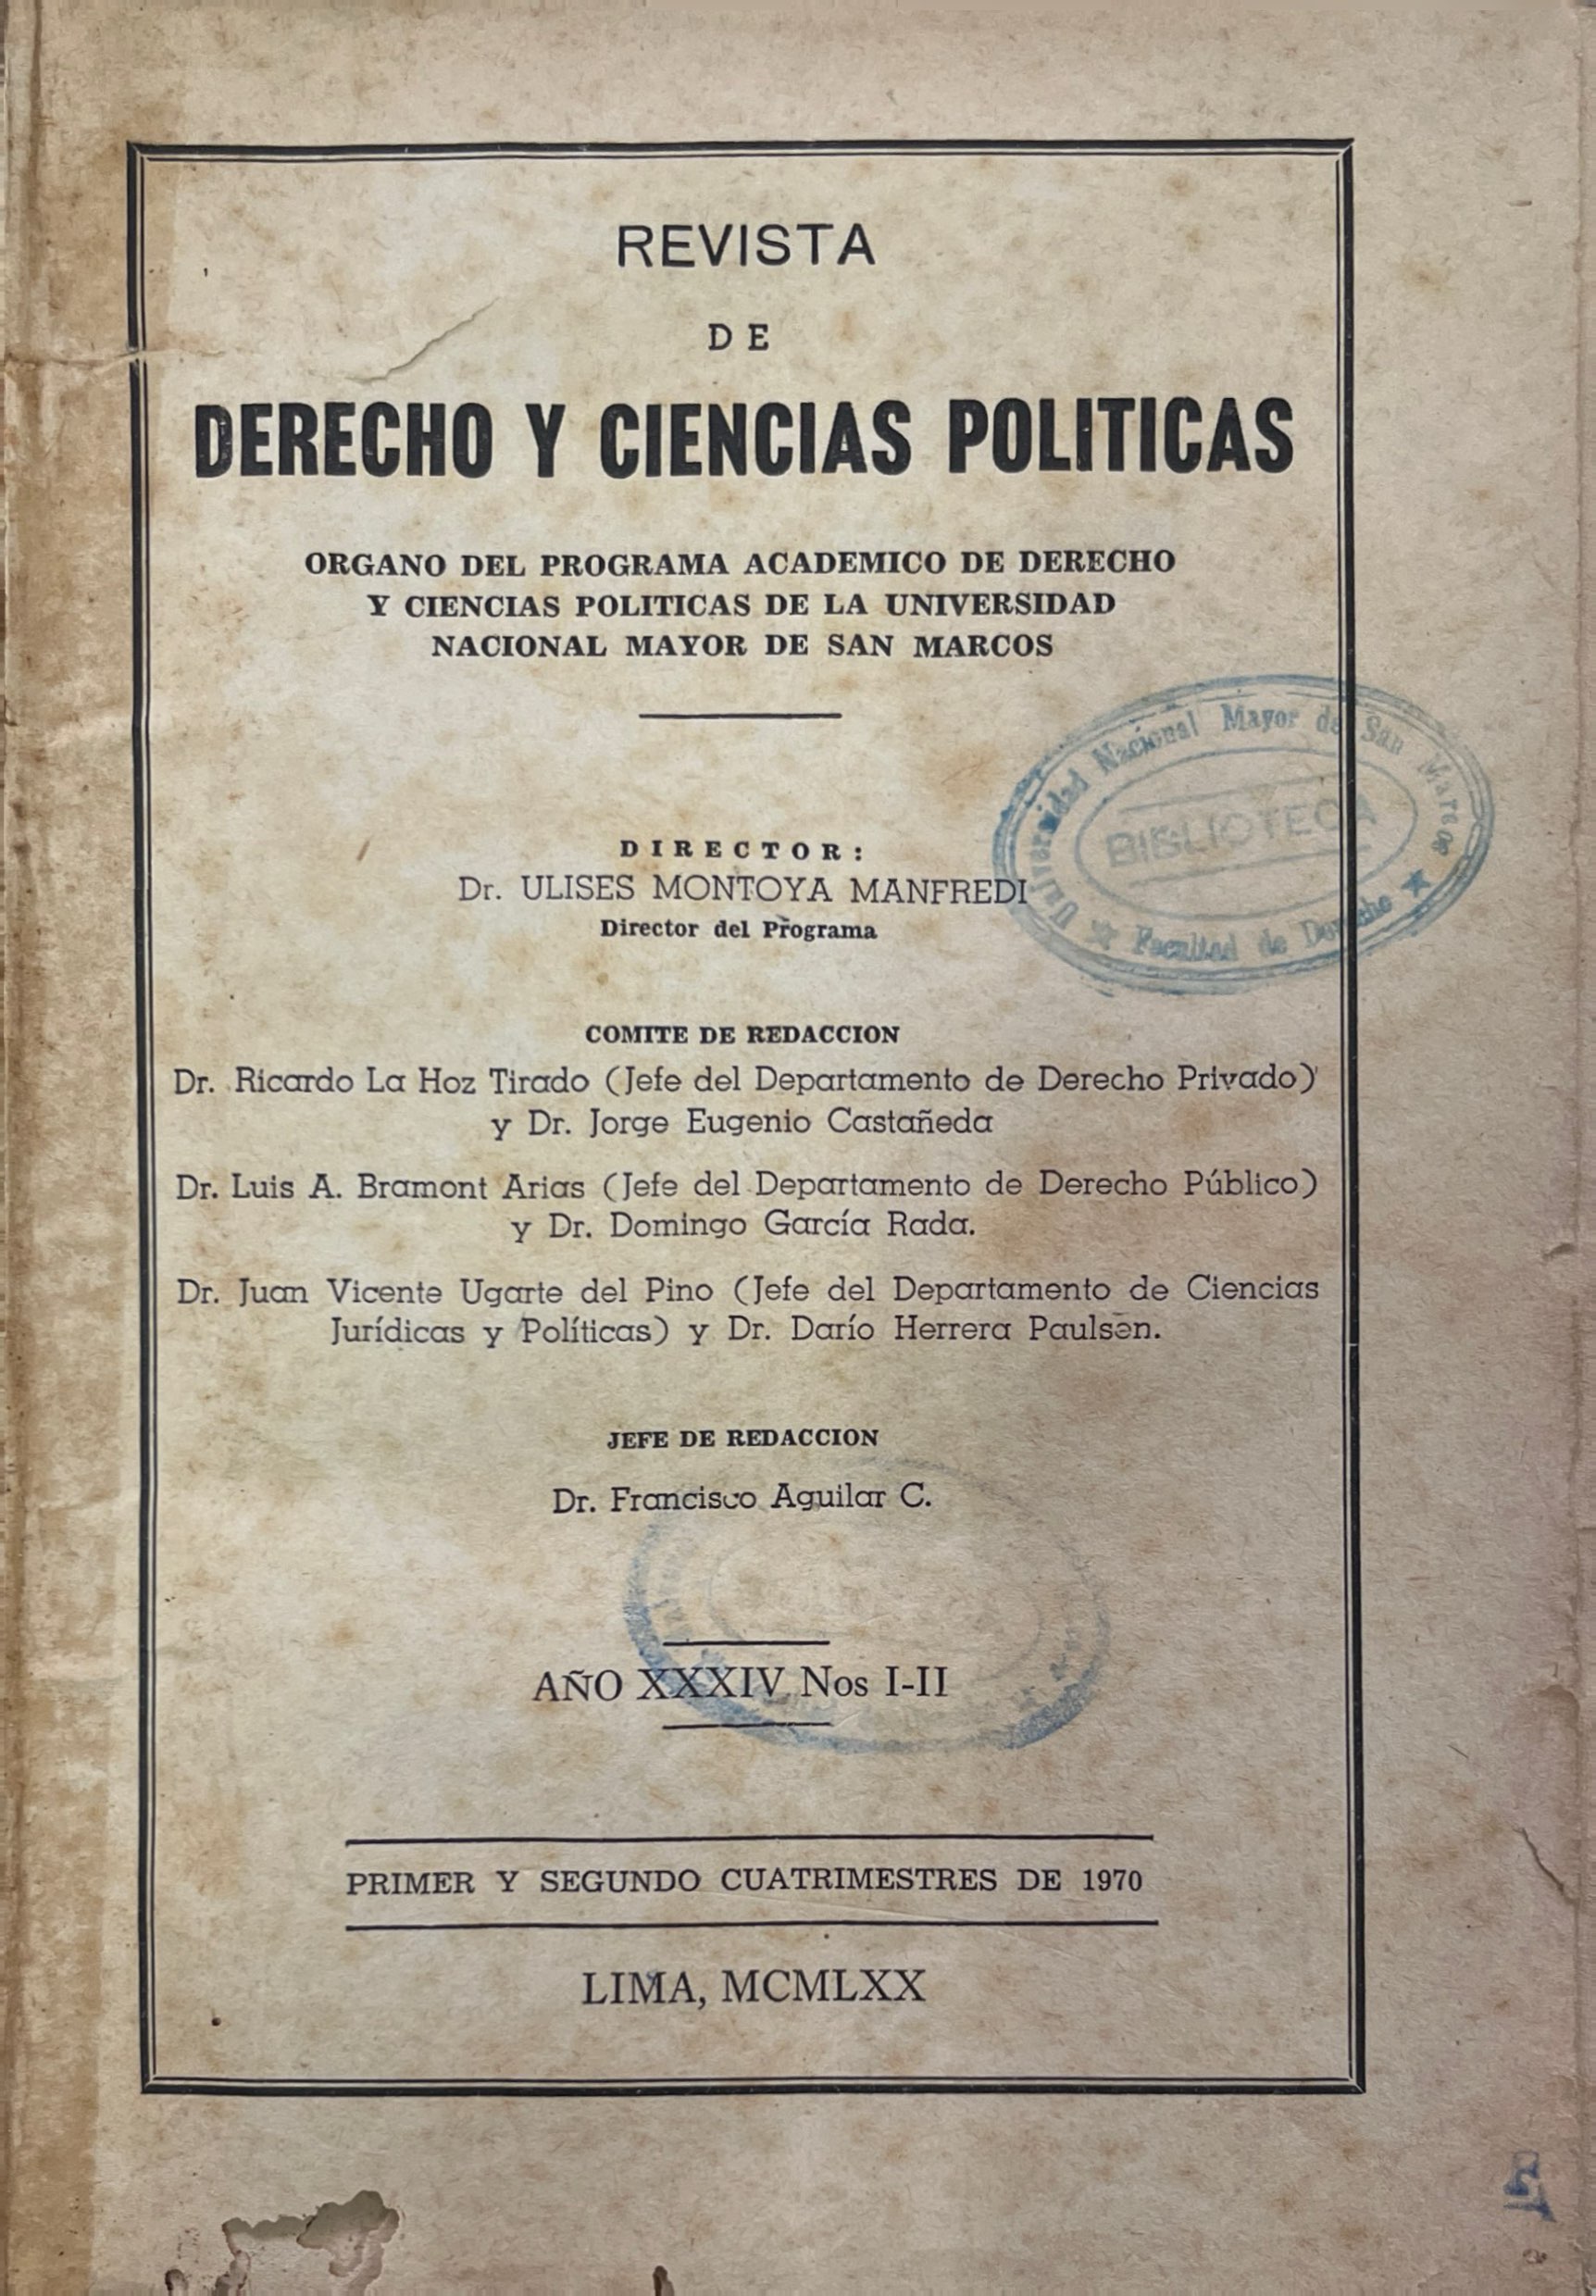 REVISTA
DE
DERECHO Y CIENCIAS POLITICAS
ORGANO DEL PROGRAMA ACADEMICO DE DERECHO
Y CIENCIAS POLITICAS DE LA UNIVERSIDAD
NACIONAL MAYOR DE SAN MARCOS
Universidad Nacional Mayor de San Marcos
BIBLIOTECA
Facultad de Derecho
DIRECTOR:
Dr. ULISES MONTOYA MANFREDI
Director del Programa
COMITE DE REDACCION
Dr. Ricardo La Hoz Tirado (Jefe del Departamento de Derecho Privado)
y Dr. Jorge Eugenio Castañeda
Dr. Luis A. Bramont Arias (Jefe del Departamento de Derecho Público)
y Dr. Domingo García Rada.
Dr. Juan Vicente Ugarte del Pino (Jefe del Departamento de Ciencias
Jurídicas y Políticas) y Dr. Darío Herrera Paulsen.
JEFE DE REDACCION
Dr. Francisco Aguilar C.
AÑO XXXIV Nos I-II
PRIMER Y SEGUNDO CUATRIMESTRES DE 1970
LIMA, MCMLXX